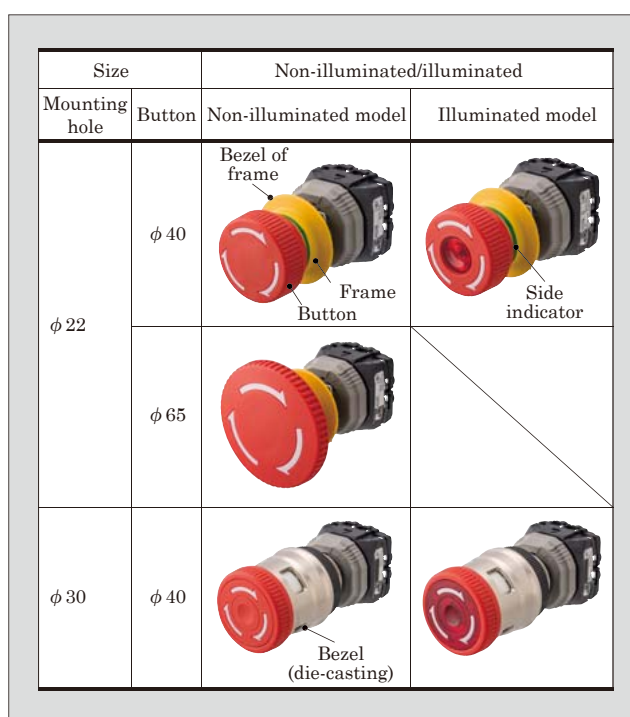 Size
Non-illuminated/illuminated
Mounting
hole
Button
Non-illuminated model
Illuminated model
φ22
φ40
Bezel of
frame
Frame
Button
Side
indicator
φ65
φ30
φ40
Bezel
(die-casting)